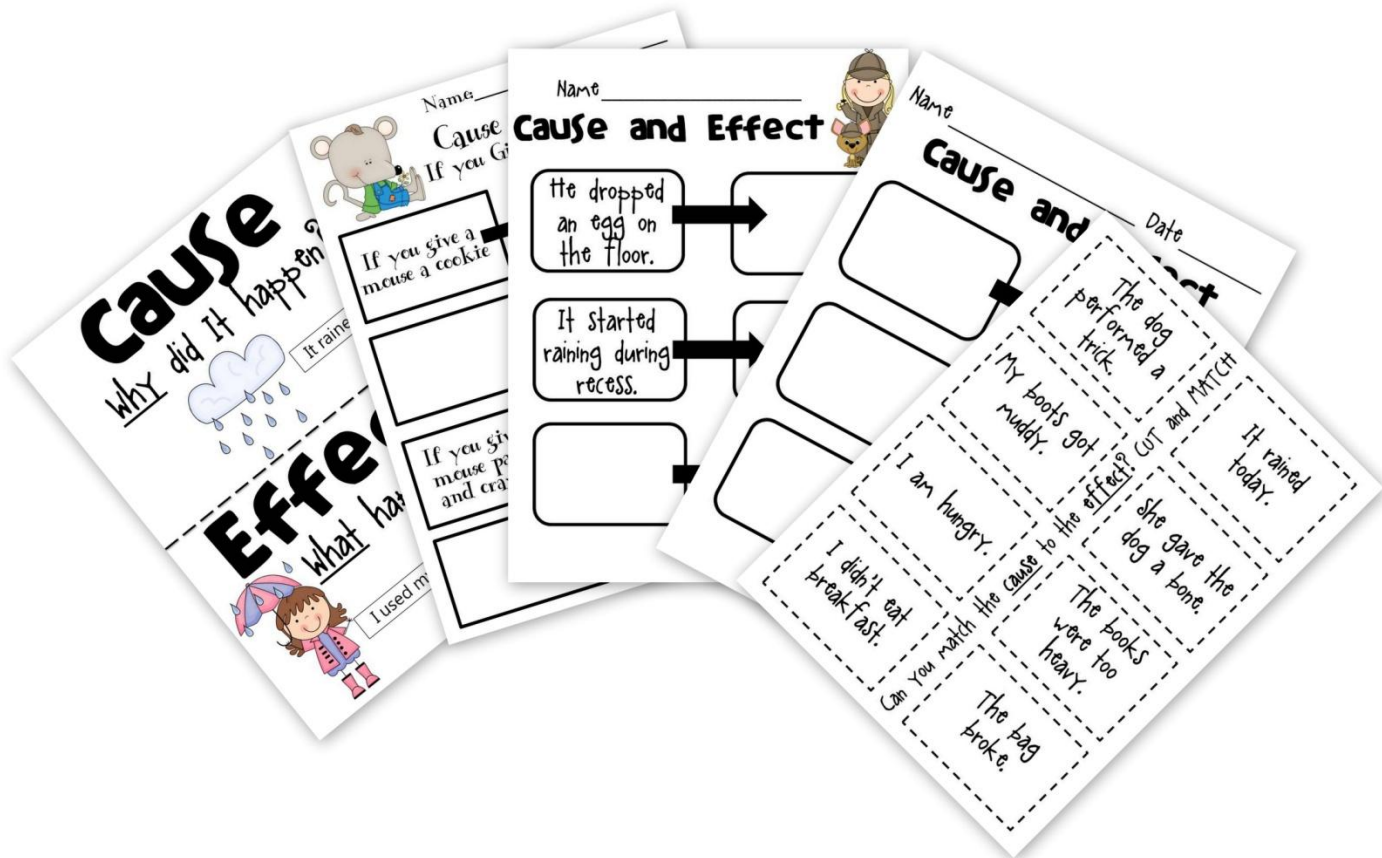 Cause
Why did It happen?
It raine
Effec
What ha
I used my
Name:
Cause
If you Gi
If you give a
mouse a cookie
If you giv
mouse pa
and cra
Name
Cause and Effect
He dropped
an egg on
the floor.
It started
raining during
recess.
Name
Date
Cause and
fect
The dog
performed a
trick.
My boots got
muddy.
I am hungry.
I didn't eat
breakfast.
Can you match the cause to the effect? CUT and MATCH
It rained
today.
She gave the
dog a bone.
The books
were too
heavy.
The bag
broke.